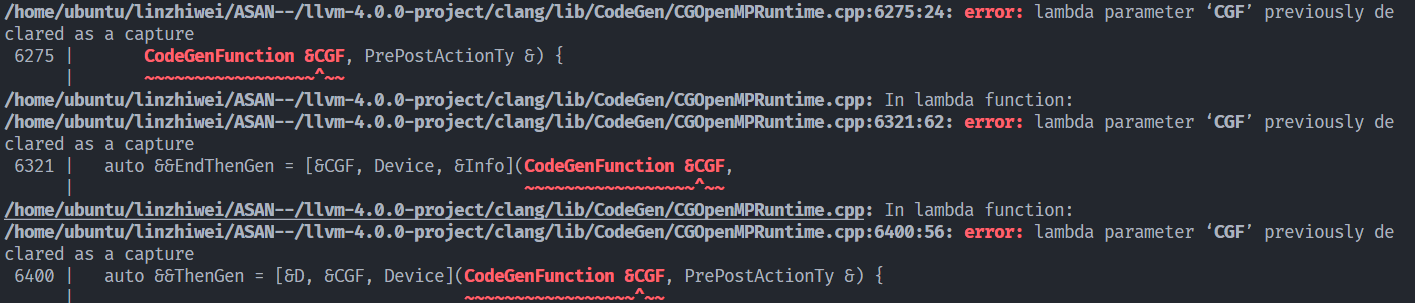 /home/ubuntu/linzhiwei/ASAN--/llvm-4.0.0-project/clang/lib/CodeGen/CGOpenMPRuntime.cpp:6275:24: error: lambda parameter ‘CGF’ previously de
clared as a capture
 6275 |       CodeGenFunction &CGF, PrePostActionTy &) {
      |       ~~~~~~~~~~~~~~~~~^~~
/home/ubuntu/linzhiwei/ASAN--/llvm-4.0.0-project/clang/lib/CodeGen/CGOpenMPRuntime.cpp: In lambda function:
/home/ubuntu/linzhiwei/ASAN--/llvm-4.0.0-project/clang/lib/CodeGen/CGOpenMPRuntime.cpp:6321:62: error: lambda parameter ‘CGF’ previously de
clared as a capture
 6321 |   auto &&EndThenGen = [&CGF, Device, &Info](CodeGenFunction &CGF,
      |                                             ~~~~~~~~~~~~~~~~~^~~
/home/ubuntu/linzhiwei/ASAN--/llvm-4.0.0-project/clang/lib/CodeGen/CGOpenMPRuntime.cpp: In lambda function:
/home/ubuntu/linzhiwei/ASAN--/llvm-4.0.0-project/clang/lib/CodeGen/CGOpenMPRuntime.cpp:6400:56: error: lambda parameter ‘CGF’ previously de
clared as a capture
 6400 |   auto &&ThenGen = [&D, &CGF, Device](CodeGenFunction &CGF, PrePostActionTy &) {
      |                                       ~~~~~~~~~~~~~~~~~^~~